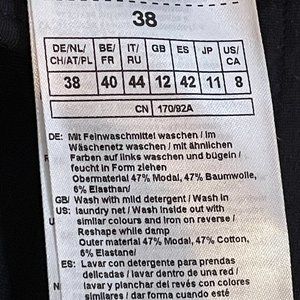 38
DE/NL/ BE/ IT/ GB ES JP US/
CH/AT/PL FR RU CA
38 40 44 12 42 11 8
CN 170/92A
DE: Mit Feinwaschmittel waschen / Im
Wäschenetz waschen / mit ähnlichen
Farben auf links waschen und bügeln /
feucht in Form ziehen
Obermaterial 47% Modal, 47% Baumwolle,
6% Elasthan/
GB/ Wash with mild detergent / Wash in
US: laundry net / Wash inside out with
similar colours and iron on reverse /
Reshape while damp
Outer material 47% Modal, 47% Cotton,
6% Elastane/
ES: Lavar con detergente para prendas
delicadas / lavar dentro de una red /
lavar y planchar del revés con colores
similares / dar forma cuando esté